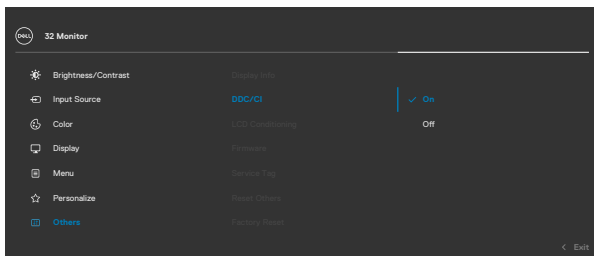 DELL
32 Monitor
Brightness/Contrast
Display Info
Input Source
DDC/CI
On
Color
LCD Conditioning
Off
Display
Firmware
Menu
Service Tag
Personalize
Reset Others
Others
Factory Reset
Exit